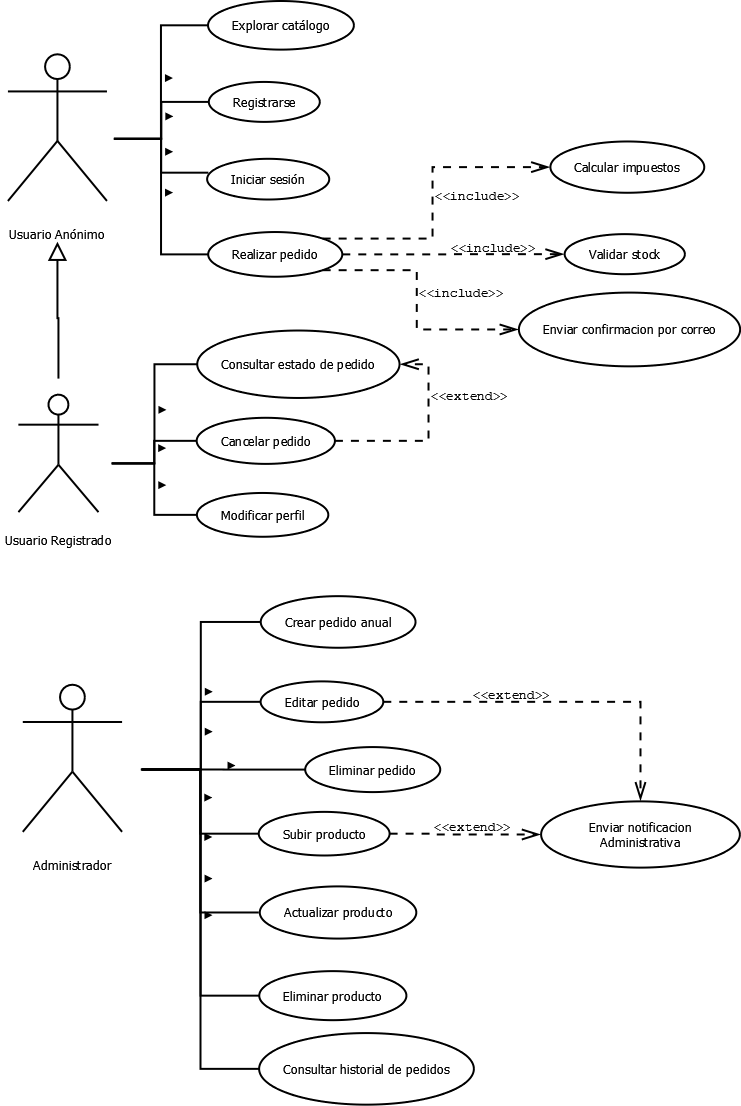 Explorar catálogo
Registrarse
Usuario Anónimo
Iniciar sesión
Realizar pedido
Calcular impuestos
<<include>>
<<include>>
Validar stock
<<include>>
Enviar confirmacion por correo
Consultar estado de pedido
<<extend>>
Cancelar pedido
Modificar perfil
Usuario Registrado
Crear pedido anual
Editar pedido
<<extend>>
Eliminar pedido
Subir producto
<<extend>>
Enviar notificacion
Administrativa
Administrador
Actualizar producto
Eliminar producto
Consultar historial de pedidos